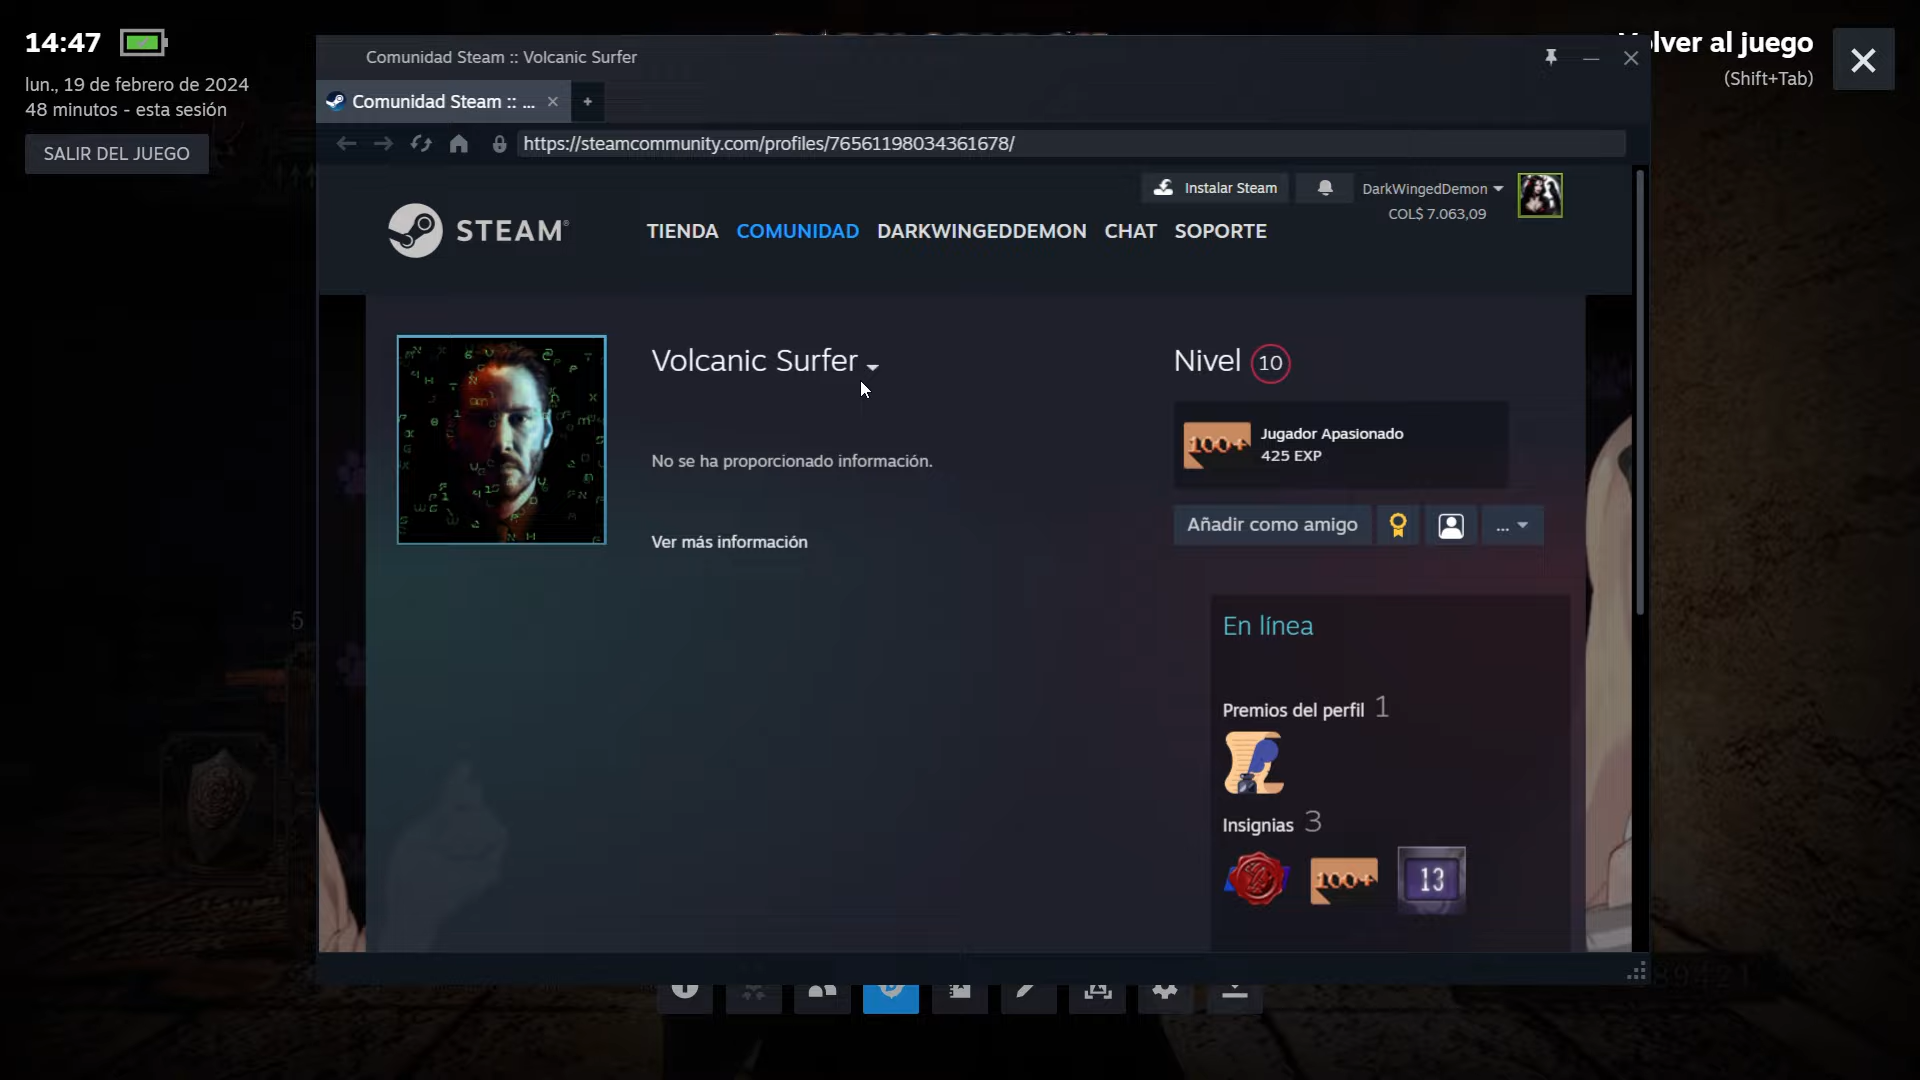 14:47
lun., 19 de febrero de 2024
48 minutos - esta sesión
SALIR DEL JUEGO
Comunidad Steam :: Volcanic Surfer
lver al juego
(Shift+Tab)
Comunidad Steam :: ...
https://steamcommunity.com/profiles/76561198034361678/
Instalar Steam
DarkWingedDemon
COL$ 7.063,09
STEAM®
TIENDA COMUNIDAD DARKWINGEDDEMON CHAT SOPORTE
Volcanic Surfer
No se ha proporcionado información.
Ver más información
Nivel 10
100+
Jugador Apasionado
425 EXP
Añadir como amigo
...
En línea
Premios del perfil 1
Insignias 3
100+
13
5